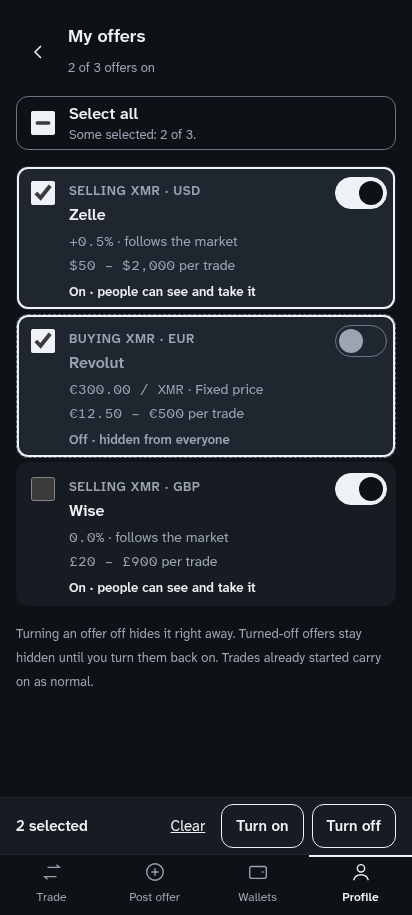 My offers
2 of 3 offers on
Select all
Some selected: 2 of 3.
SELLING XMR · USD
Zelle
+0.5% · follows the market
$50 – $2,000 per trade
On · people can see and take it
BUYING XMR · EUR
Revolut
€300.00 / XMR · Fixed price
€12.50 – €500 per trade
Off · hidden from everyone
SELLING XMR · GBP
Wise
0.0% · follows the market
£20 – £900 per trade
On · people can see and take it
Turning an offer off hides it right away. Turned-off offers stay
hidden until you turn them back on. Trades already started carry
on as normal.
2 selected Clear Turn on Turn off
Trade Post offer Wallets Profile